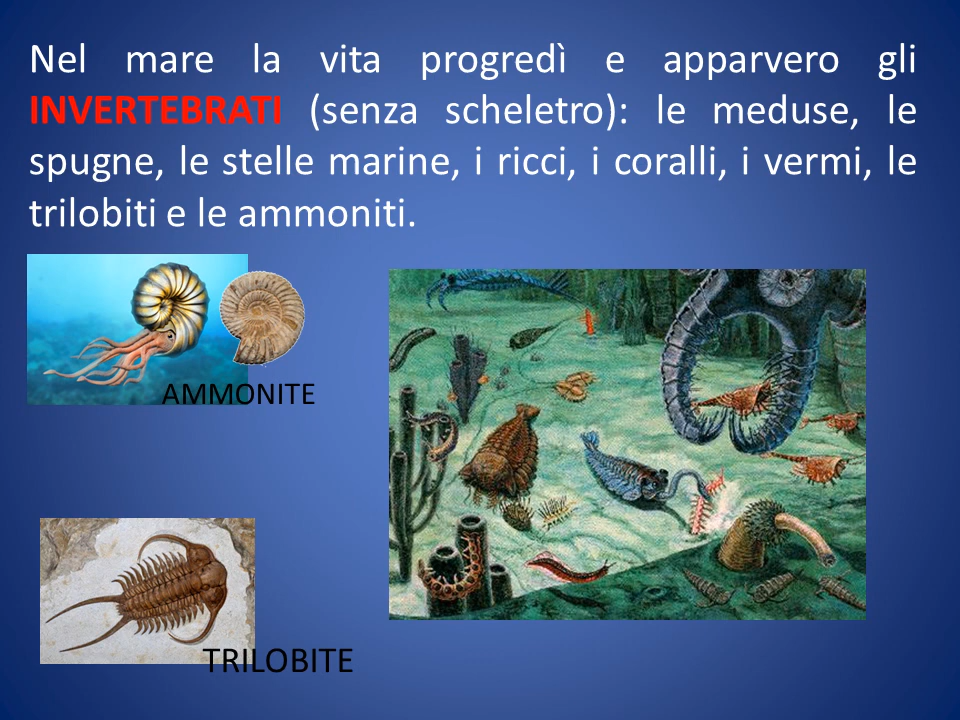 Nel mare la vita progredì e apparvero gli
INVERTEBRATI (senza scheletro): le meduse, le
spugne, le stelle marine, i ricci, i coralli, i vermi, le
trilobiti e le ammoniti.
AMMONITE
TRILOBITE